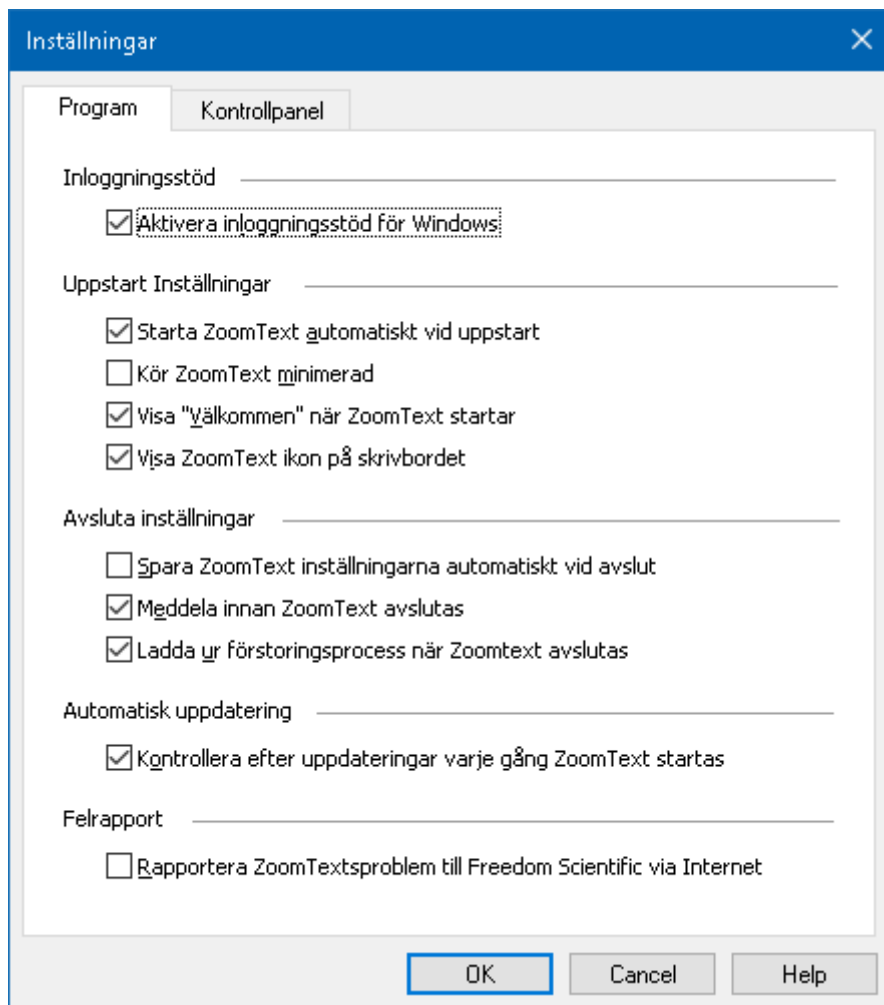 Inställningar
Program
Kontrollpanel
Inloggningsstöd
Aktivera inloggningsstöd för Windows
Uppstart Inställningar
Starta ZoomText automatiskt vid uppstart
Kör ZoomText minimerad
Visa "Välkommen" när ZoomText startar
Visa ZoomText ikon på skrivbordet
Avsluta inställningar
Spara ZoomText inställningarna automatiskt vid avslut
Meddela innan ZoomText avslutas
Ladda ur förstoringsprocess när Zoomtext avslutas
Automatisk uppdatering
Kontrollera efter uppdateringar varje gång ZoomText startas
Felrapport
Rapportera ZoomTextsproblem till Freedom Scientific via Internet
OK
Cancel
Help